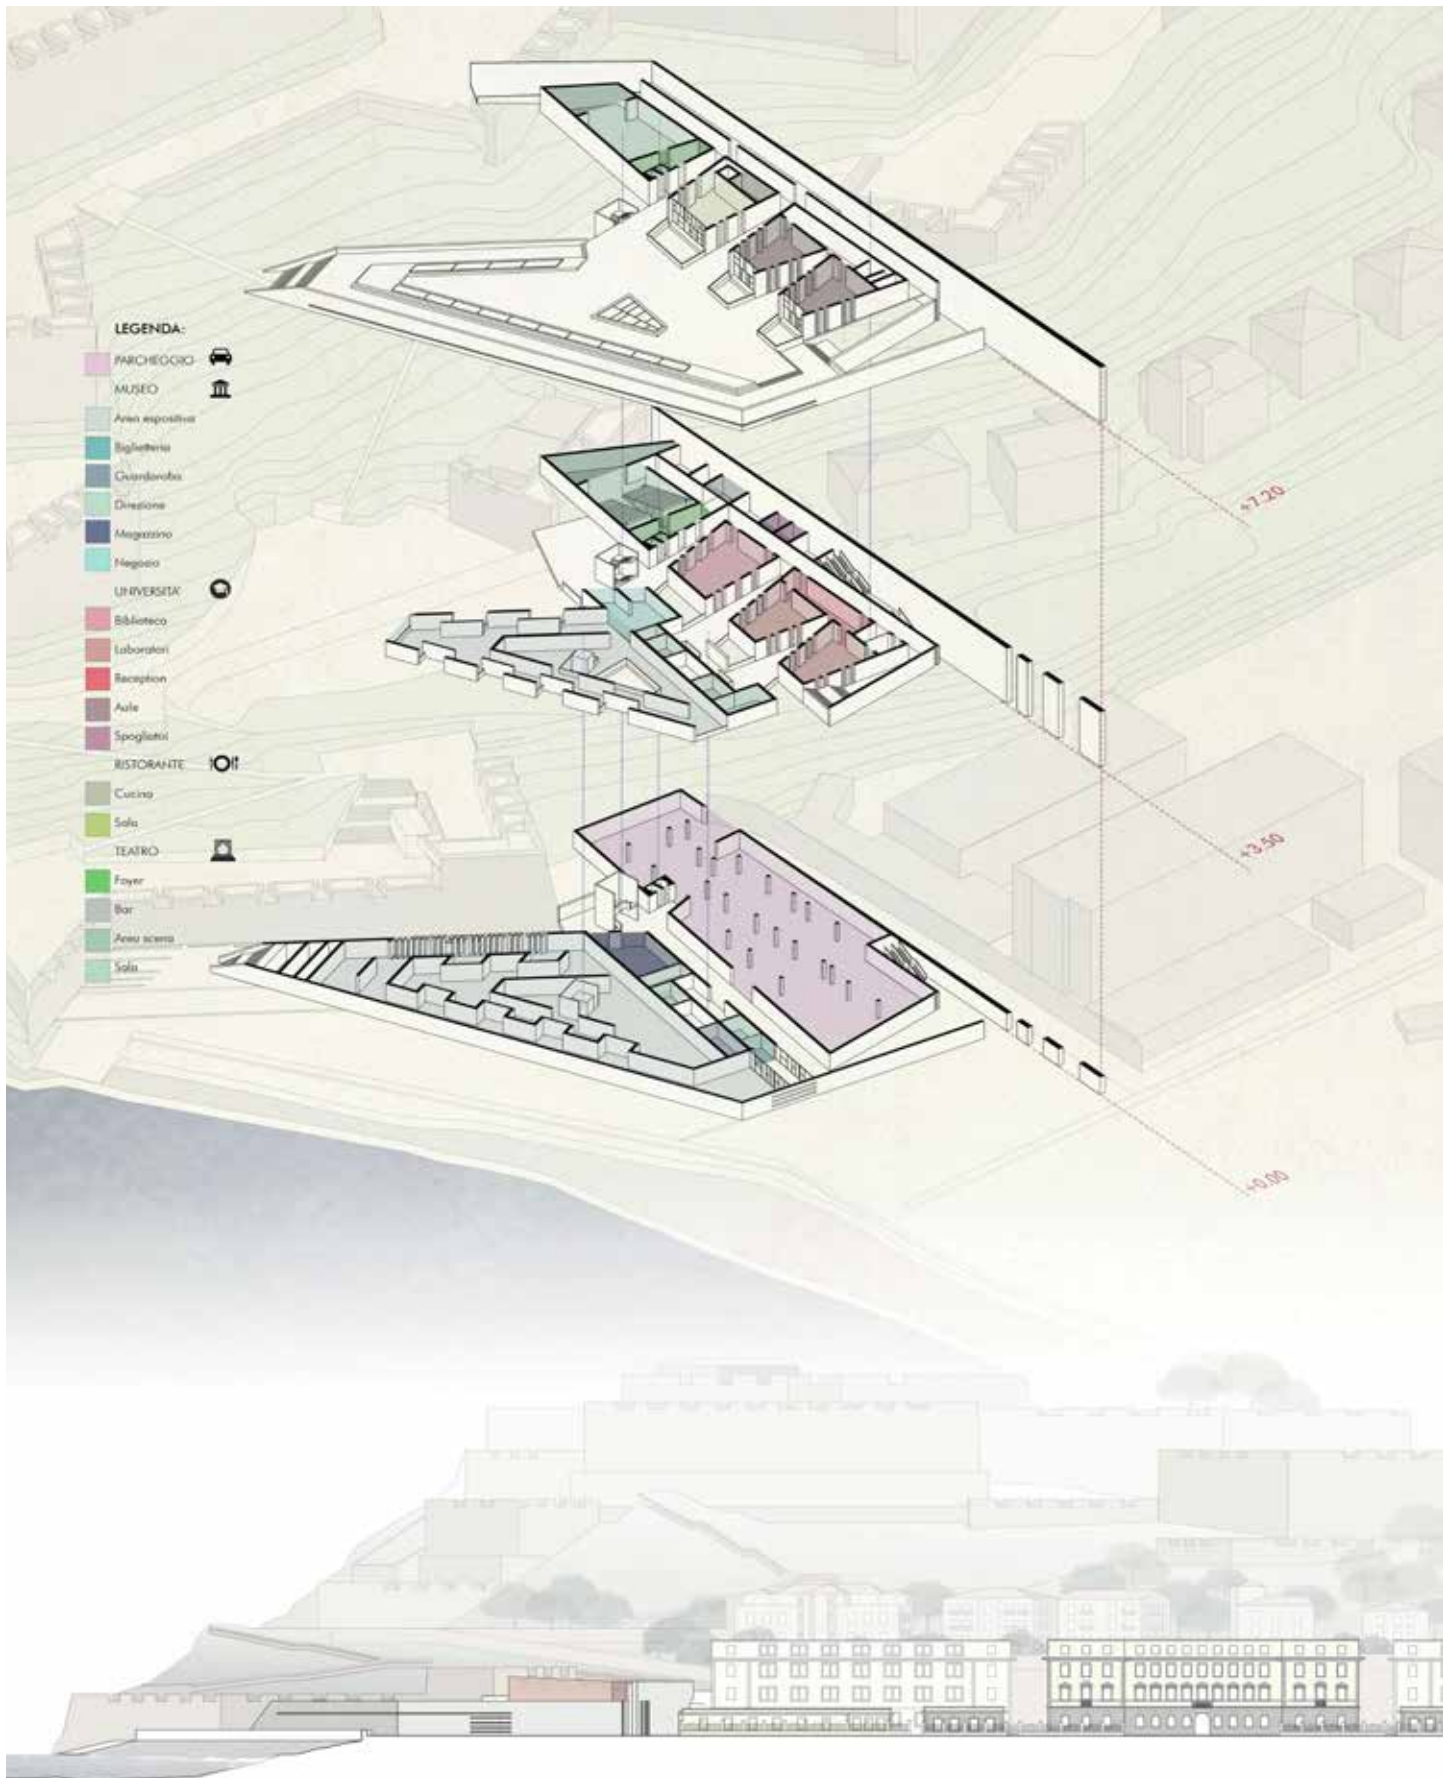 LEGENDA:
PARCHEGGIO
MUSEO
Area espositiva
Biglietteria
Guardaroba
Direzione
Magazzino
Negozio
UNIVERSITA'
Biblioteca
Laboratori
Reception
Aule
Spogliatoi
RISTORANTE
Cucina
Sala
TEATRO
Foyer
Bar
Area scena
Sala
+7.20
+3.50
+0.00